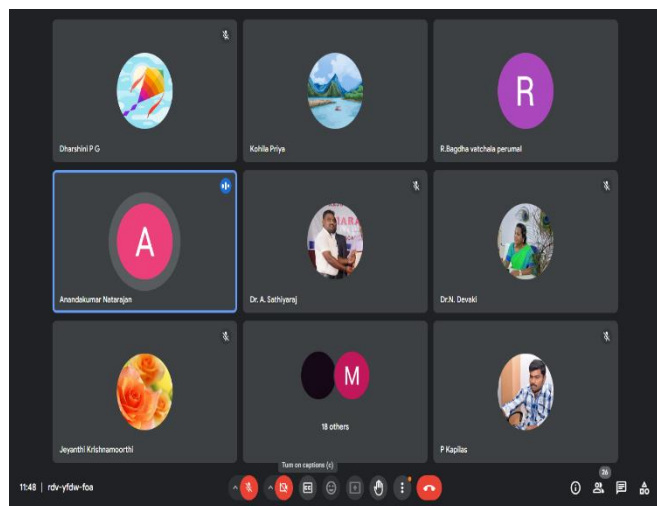 Dharshini P G
Kohila Priya
R
R.Bagdha vatchala perumal
A
Anandakumar Natarajan
Dr. A. Sathiyaraj
Dr.N. Devaki
Jeyanthi Krishnamoorthi
M
18 others
P Kapilas
Turn on captions (c)
11:48 | rdv-yfdw-foa
26